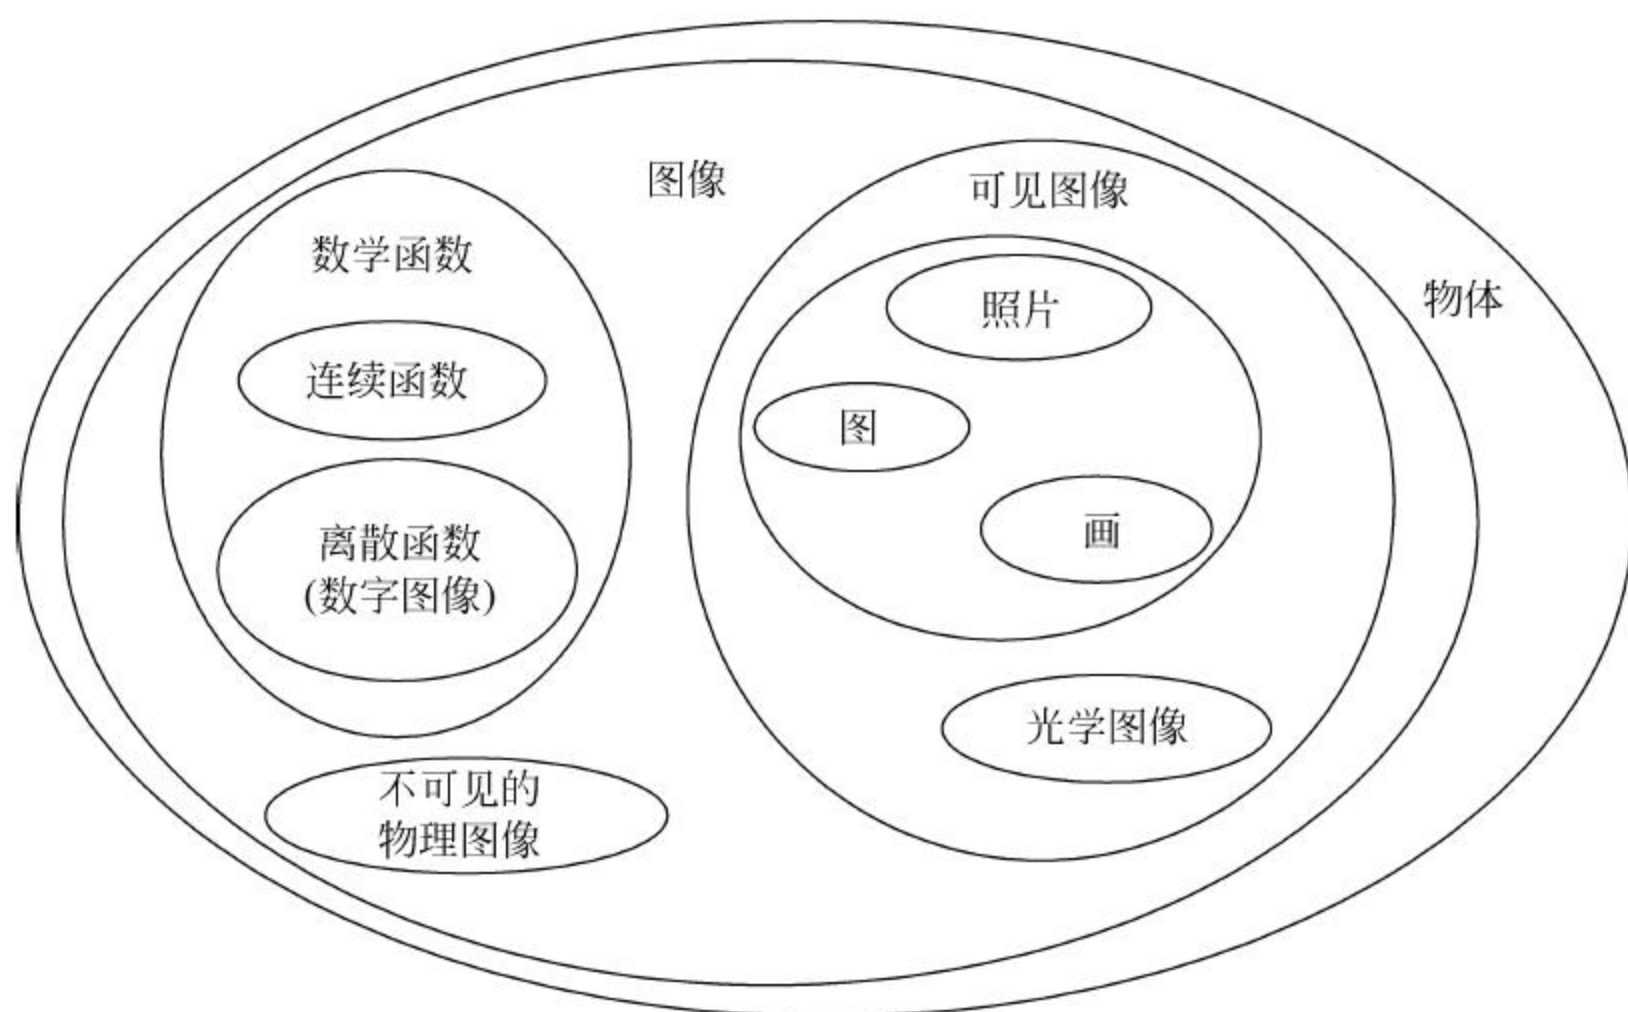 图像
可见图像
数学函数
物体
照片
连续函数
图
画
离散函数
(数字图像)
光学图像
不可见的
物理图像